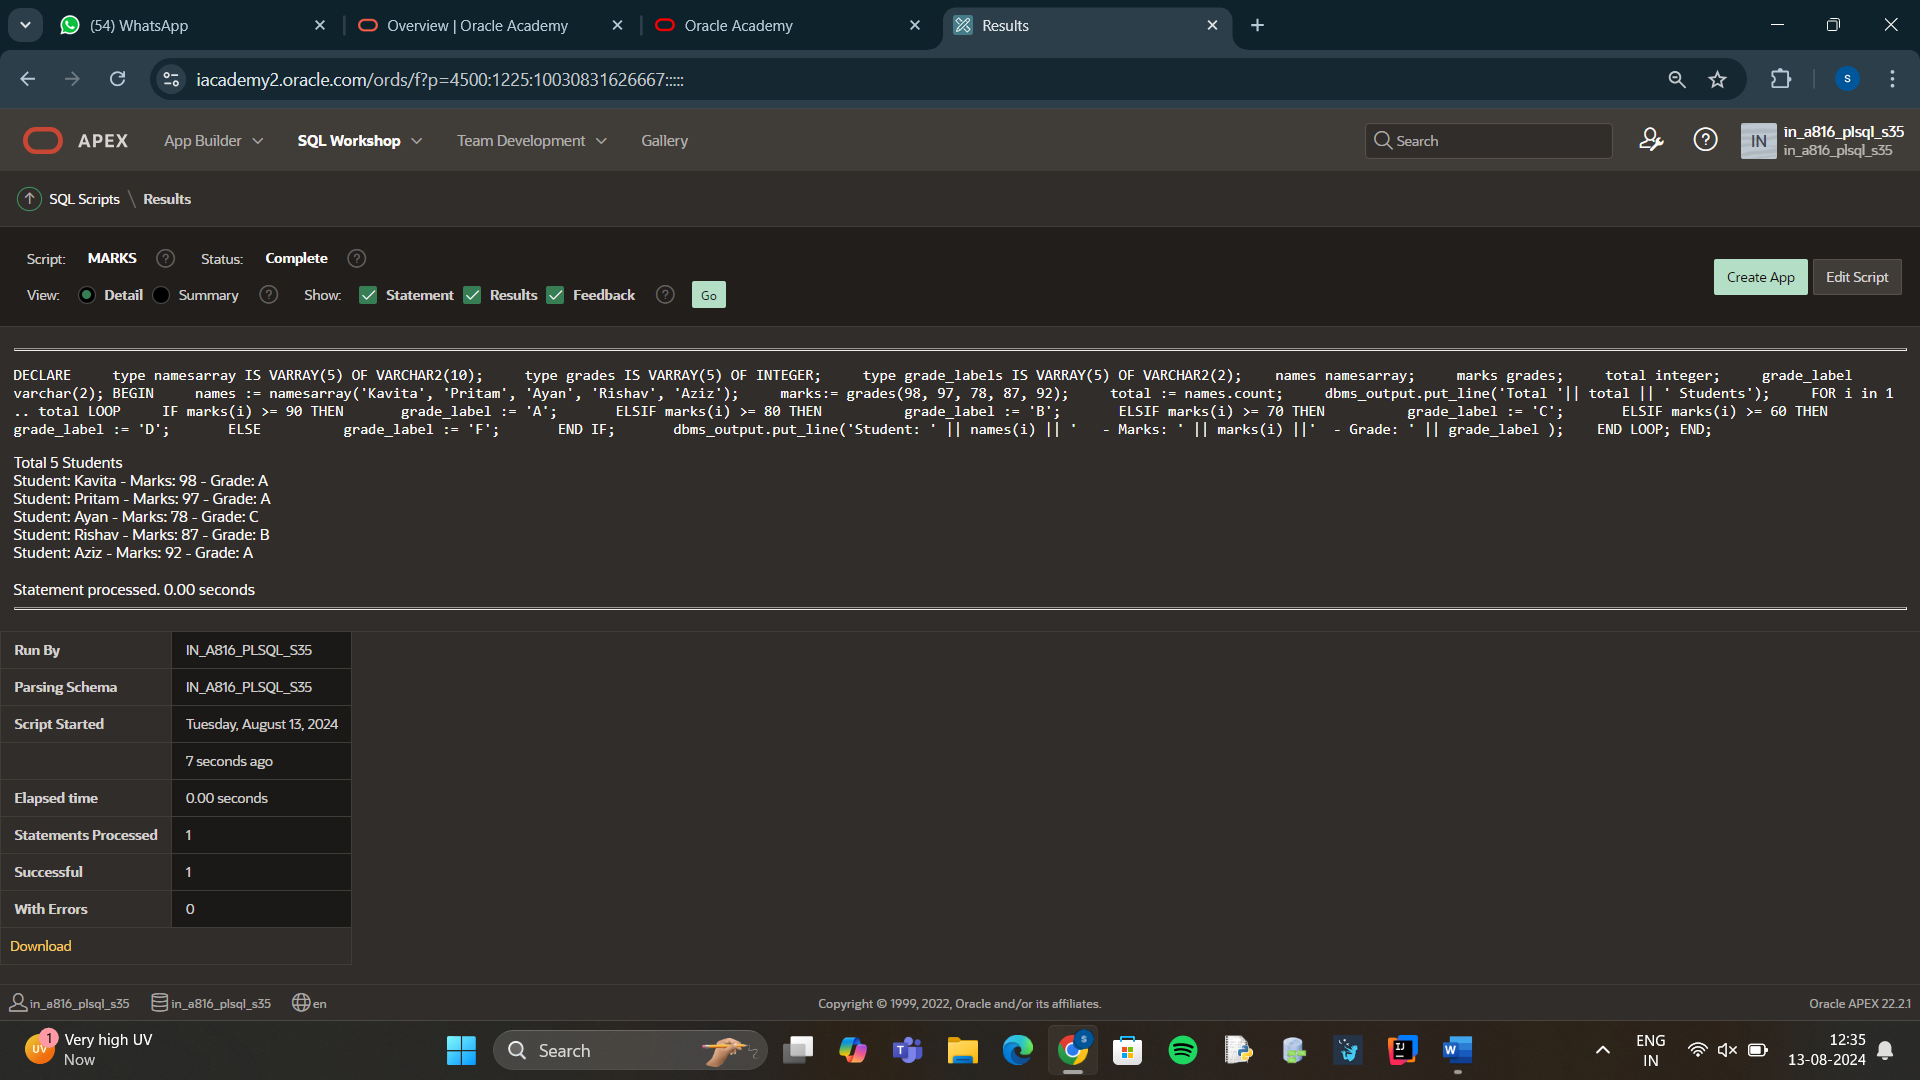 (54) WhatsApp
Overview | Oracle Academy
Oracle Academy
Results
iacademy2.oracle.com/ords/f?p=4500:1225:10030831626667:::::
S
APEX
App Builder
SQL Workshop
Team Development
Gallery
Search
IN
in_a816_plsql_s35
in_a816_plsql_s35
SQL Scripts \ Results
Script: MARKS ? Status: Complete ?
View: Detail Summary ? Show: Statement Results Feedback ? Go
Create App
Edit Script
DECLARE     type namesarray IS VARRAY(5) OF VARCHAR2(10);     type grades IS VARRAY(5) OF INTEGER;     type grade_labels IS VARRAY(5) OF VARCHAR2(2);    names namesarray;     marks grades;     total integer;     grade_label
varchar(2); BEGIN     names := namesarray('Kavita', 'Pritam', 'Ayan', 'Rishav', 'Aziz');     marks:= grades(98, 97, 78, 87, 92);     total := names.count;     dbms_output.put_line('Total '|| total || ' Students');     FOR i in 1
.. total LOOP     IF marks(i) >= 90 THEN       grade_label := 'A';       ELSIF marks(i) >= 80 THEN          grade_label := 'B';       ELSIF marks(i) >= 70 THEN          grade_label := 'C';       ELSIF marks(i) >= 60 THEN
grade_label := 'D';       ELSE          grade_label := 'F';       END IF;       dbms_output.put_line('Student: ' || names(i) || '   - Marks: ' || marks(i) ||'  - Grade: ' || grade_label );    END LOOP; END;
Total 5 Students
Student: Kavita - Marks: 98 - Grade: A
Student: Pritam - Marks: 97 - Grade: A
Student: Ayan - Marks: 78 - Grade: C
Student: Rishav - Marks: 87 - Grade: B
Student: Aziz - Marks: 92 - Grade: A
Statement processed. 0.00 seconds
Run By IN_A816_PLSQL_S35
Parsing Schema IN_A816_PLSQL_S35
Script Started Tuesday, August 13, 2024
7 seconds ago
Elapsed time 0.00 seconds
Statements Processed 1
Successful 1
With Errors 0
Download
in_a816_plsql_s35 in_a816_plsql_s35 en
Copyright © 1999, 2022, Oracle and/or its affiliates.
Oracle APEX 22.2.1
UV 1
Very high UV
Now
Search
ENG
IN
12:35
13-08-2024